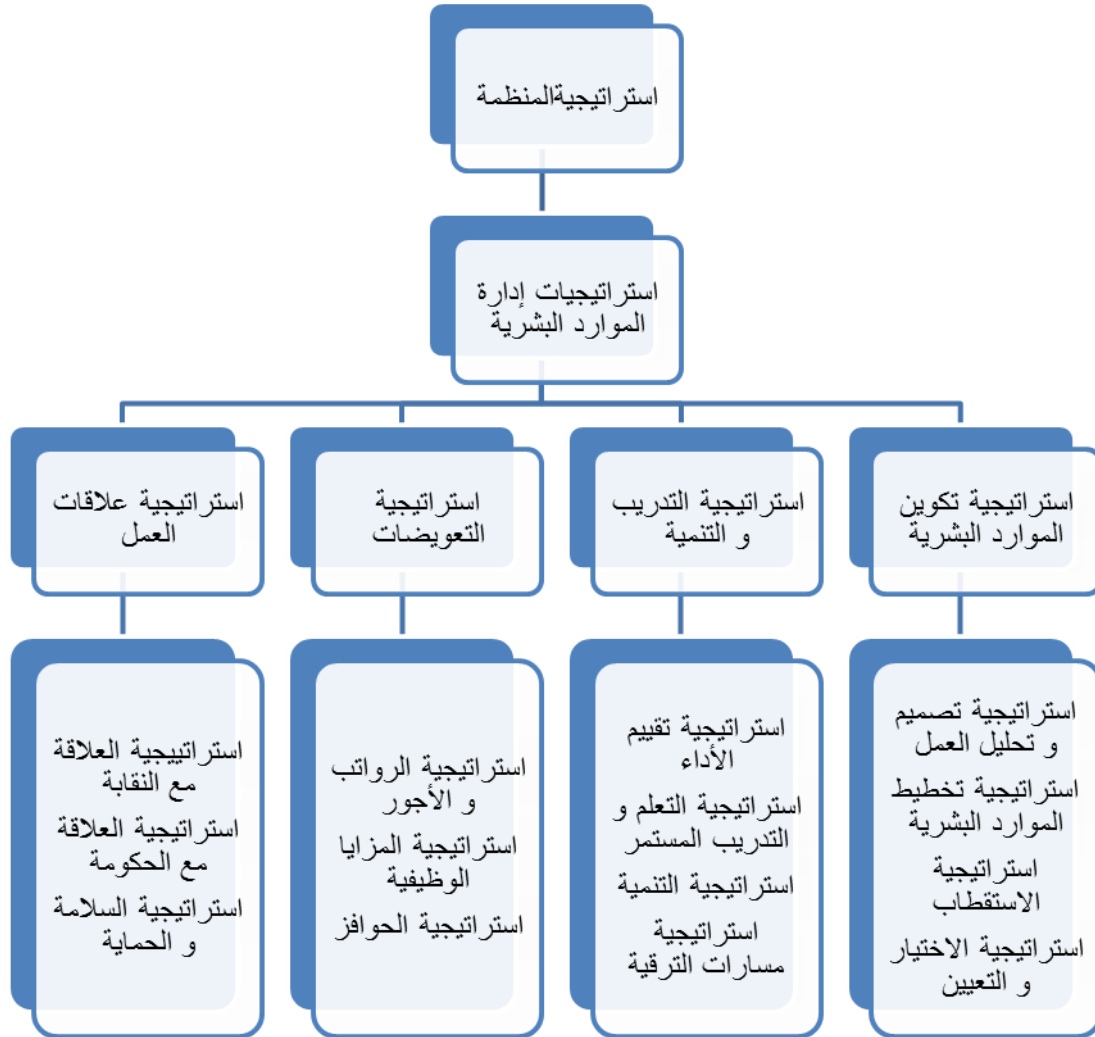 استراتيجيةالمنظمة
استراتيجيات إدارة
الموارد البشرية
استراتيجية تكوين
الموارد البشرية
استراتيجية التدريب
و التنمية
استراتيجية
التعويضات
استراتيجية علاقات
العمل
استراتيجية تصميم
و تحليل العمل
استراتيجية تخطيط
الموارد البشرية
استراتيجية
الاستقطاب
استراتيجية الاختيار
و التعيين
استراتيجية تقييم
الأداء
استراتيجية التعلم و
التدريب المستمر
استراتيجية التنمية
استراتيجية
مسارات الترقية
استراتيجية الرواتب
و الأجور
استراتيجية المزايا
الوظيفية
استراتيجية الحوافز
استراتييجية العلاقة
مع النقابة
استراتيجية العلاقة
مع الحكومة
استراتيجية السلامة
و الحماية